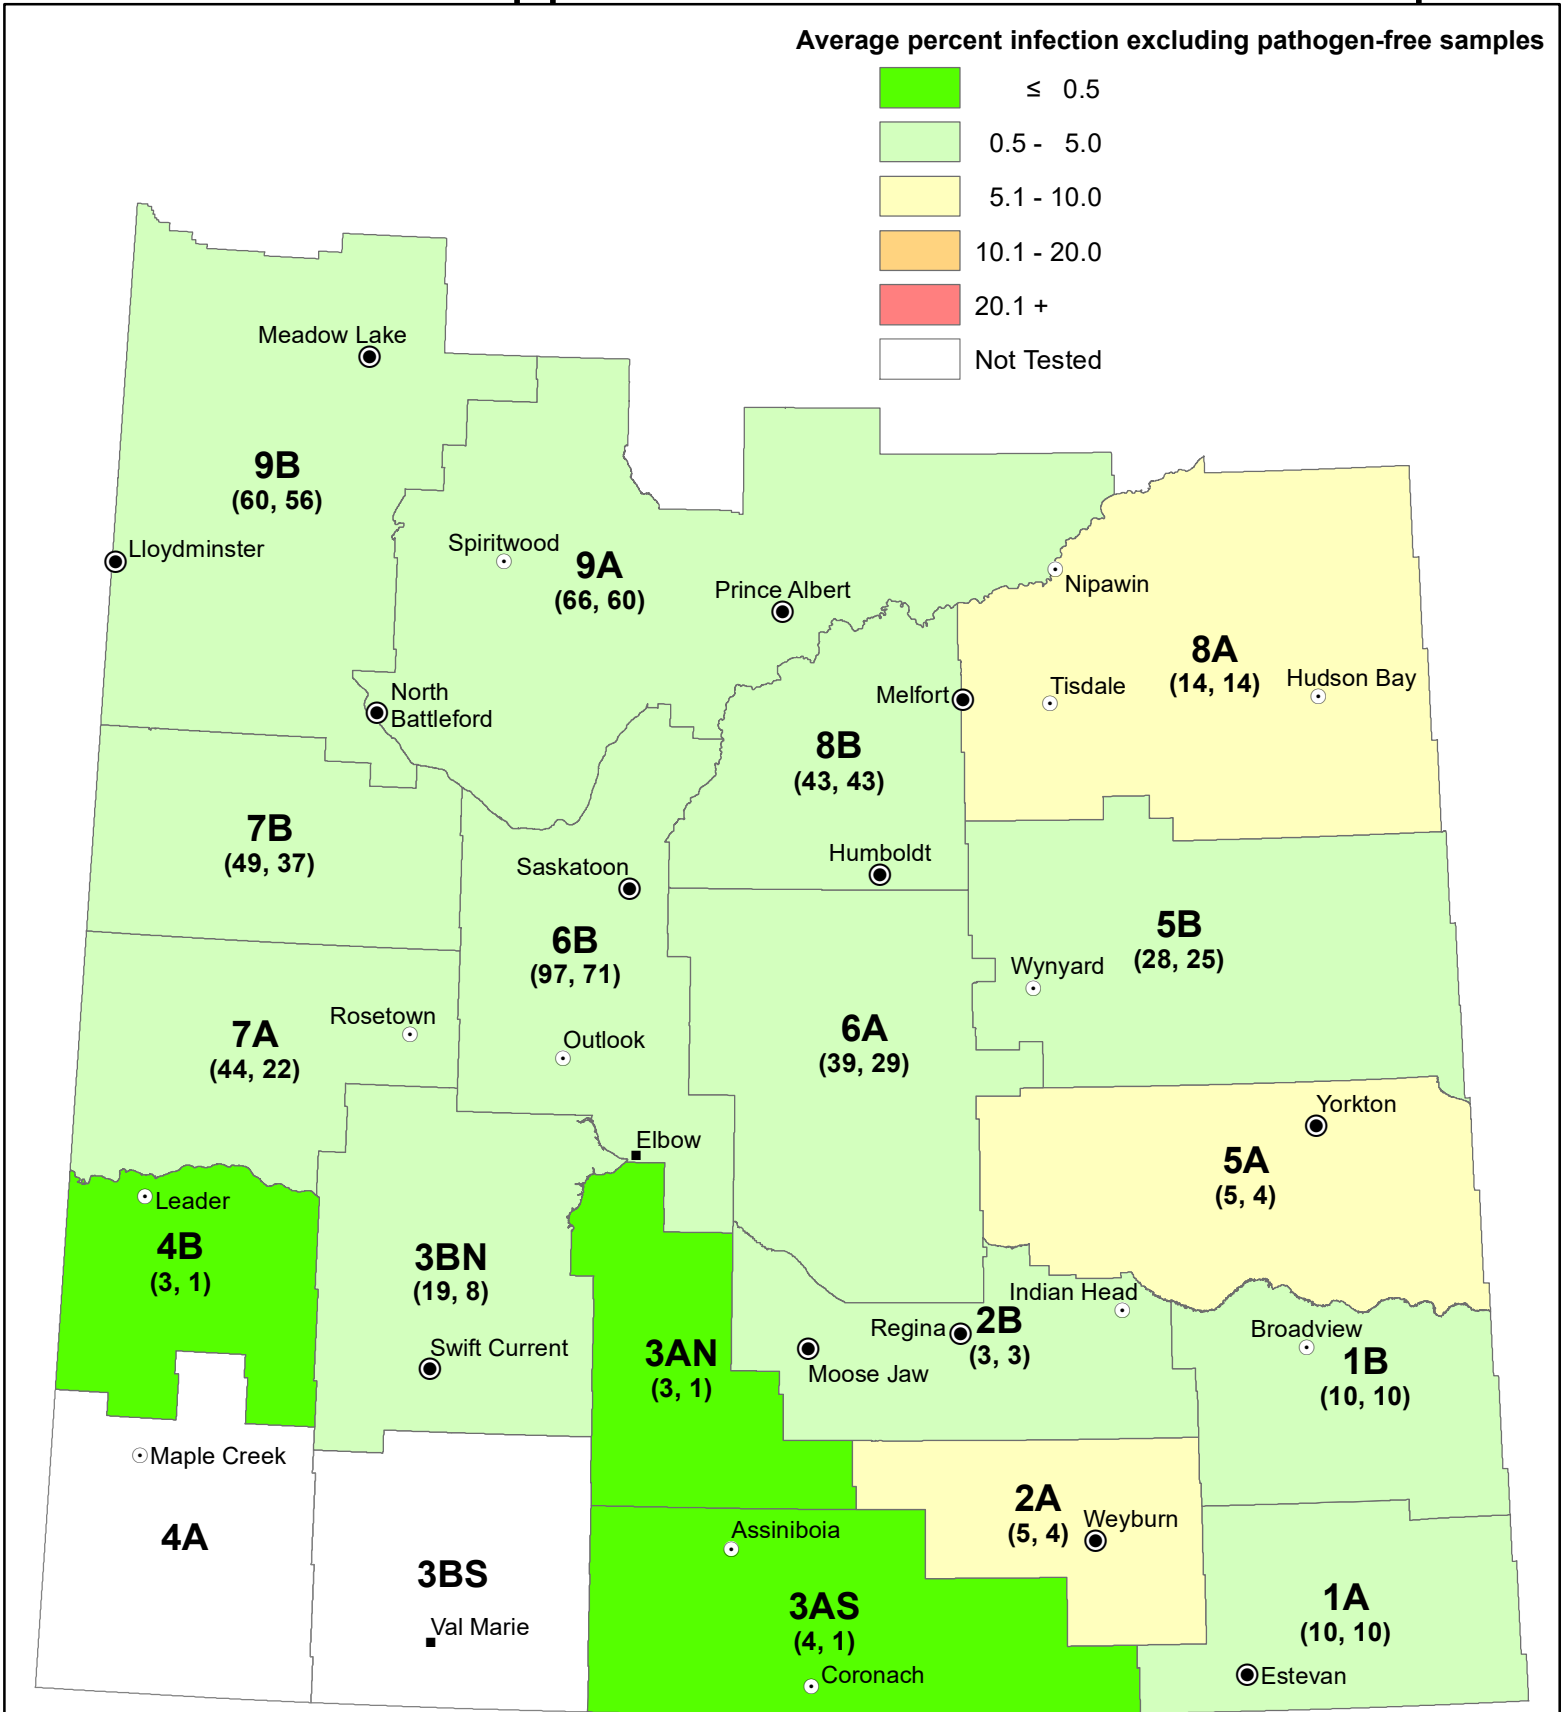 Average percent infection excluding pathogen-free samples
≤ 0.5
0.5 - 5.0
5.1 - 10.0
10.1 - 20.0
20.1 +
Not Tested
Meadow Lake
9B
(60, 56)
Lloydminster
Spiritwood
9A
(66, 60)
Prince Albert
Nipawin
8A
(14, 14)
Hudson Bay
Tisdale
Melfort
North
Battleford
8B
(43, 43)
7B
(49, 37)
Humboldt
Saskatoon
5B
(28, 25)
6B
(97, 71)
Wynyard
Rosetown
7A
(44, 22)
Outlook
6A
(39, 29)
Yorkton
Elbow
5A
(5, 4)
Leader
4B
(3, 1)
3BN
(19, 8)
Indian Head
Regina
2B
(3, 3)
Broadview
1B
(10, 10)
Swift Current
3AN
(3, 1)
Moose Jaw
Maple Creek
2A
(5, 4)
Weyburn
Assiniboia
4A
3BS
3AS
(4, 1)
1A
(10, 10)
Val Marie
Coronach
Estevan